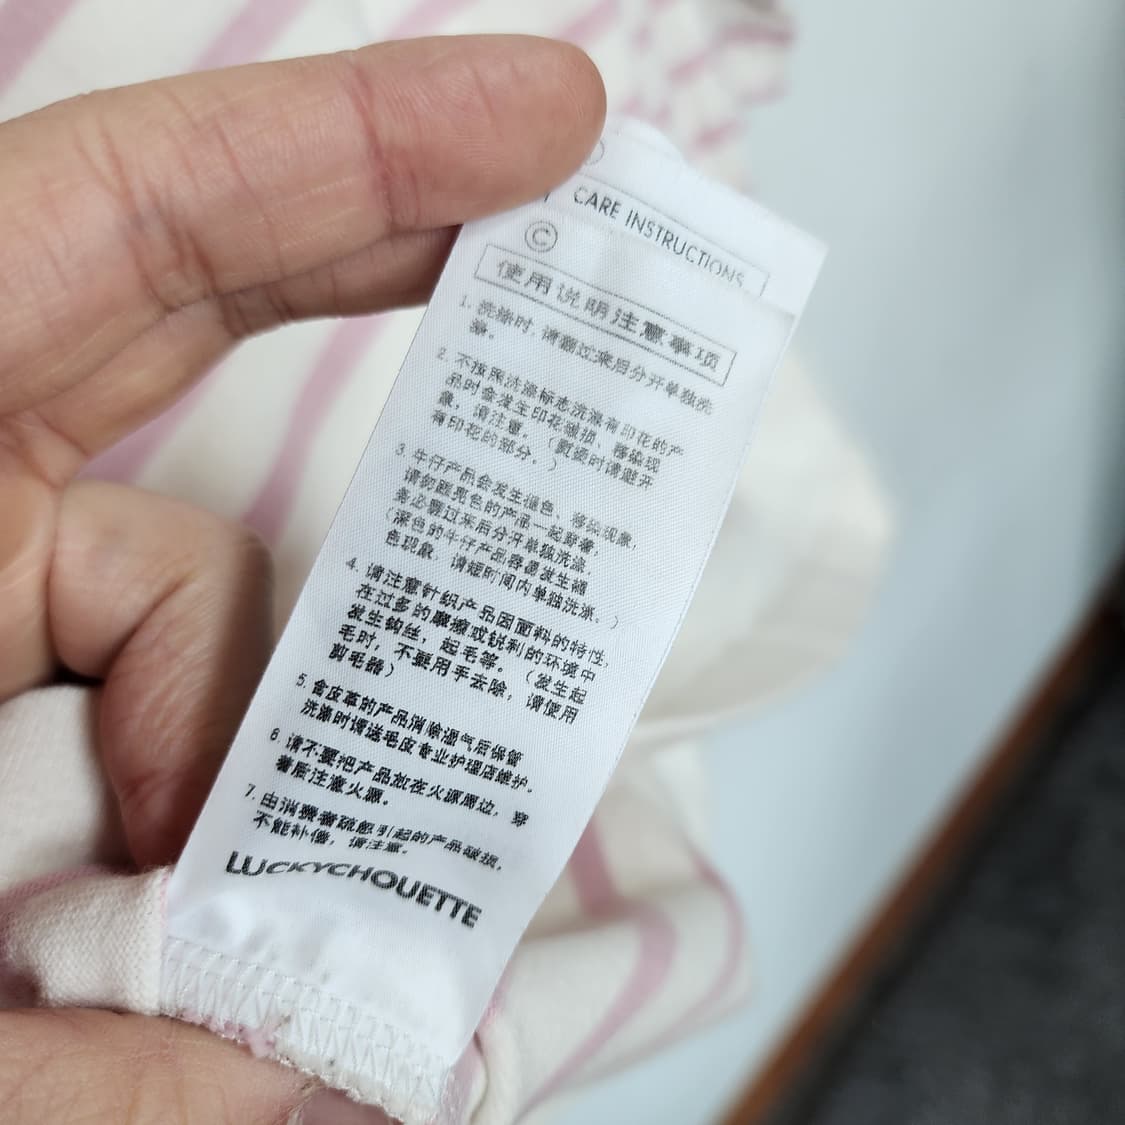 CARE INSTRUCTIONS
©
使用说明注意事项
1. 洗涤时, 请翻过来后分开单独洗
涤。
2. 不按照洗涤标志洗涤有印花的产
品时会发生印花破损、移染现
象, 请注意。(熨烫时请避开
有印花的部分。)
3. 牛仔产品会发生褪色、移染现象,
请勿跟亮色的产品一起穿着,
务必翻过来后分开单独洗涤,
(深色的牛仔产品容易发生褪
色现象, 请短时间内单独洗涤。)
4. 请注意针织产品因面料的特性,
在过多的摩擦或锐利的环境中
发生钩丝, 起毛等。(发生起
毛时, 不要用手去除, 请使用
剪毛器)
5. 含皮革的产品消除湿气后保管
洗涤时请送毛皮专业护理店维护。
6 请不要把产品放在火源周边, 穿
着后注意火源。
7. 由消费者疏忽引起的产品破损,
不能补偿, 请注意。
LUCKYCHOUETTE